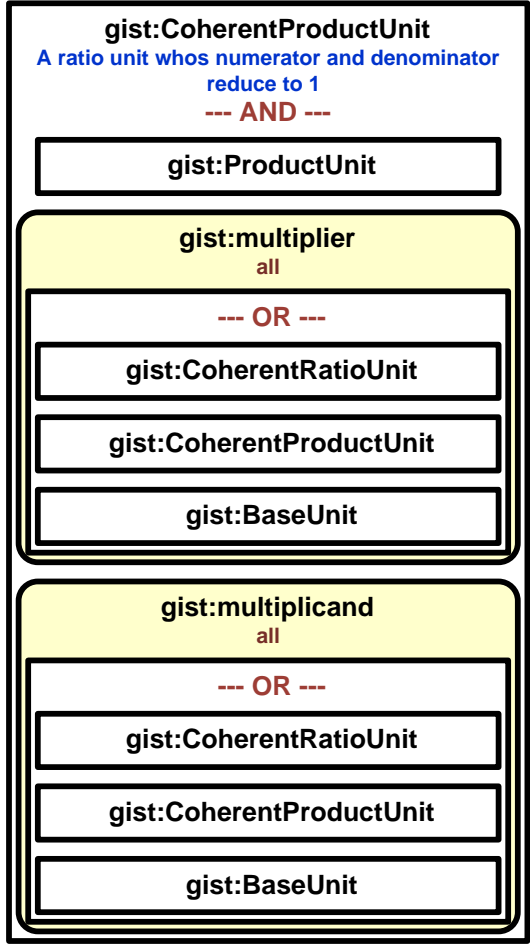 gist:CoherentProductUnit
A ratio unit whos numerator and denominator
reduce to 1
--- AND ---
gist:ProductUnit
gist:multiplier
all
--- OR ---
gist:CoherentRatioUnit
gist:CoherentProductUnit
gist:BaseUnit
gist:multiplicand
all
--- OR ---
gist:CoherentRatioUnit
gist:CoherentProductUnit
gist:BaseUnit